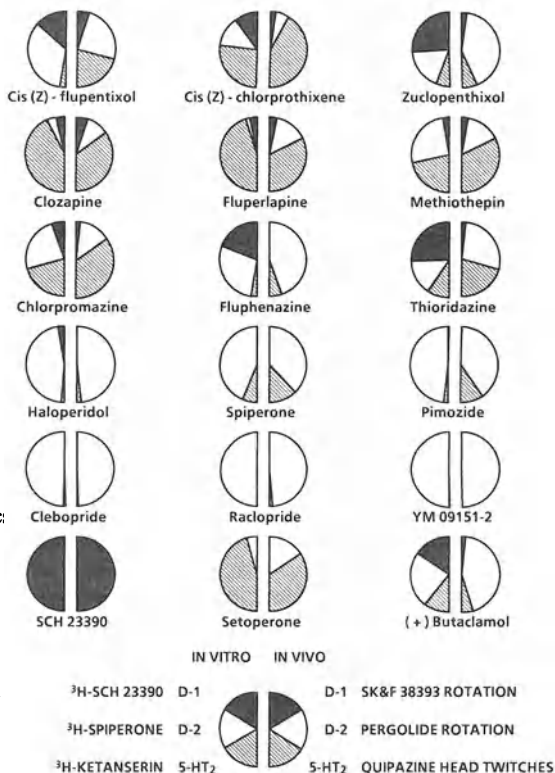 Cis (Z) - flupentixol Cis (Z) - chlorprothixene Zuclopenthixol
Clozapine Fluperlapine Methiothepin
Chlorpromazine Fluphenazine Thioridazine
Haloperidol Spiperone Pimozide
Clebopride Raclopride YM 09151-2
SCH 23390 Setoperone (+) Butaclamol
IN VITRO IN VIVO
³H-SCH 23390 D-1 D-1 SK&F 38393 ROTATION
³H-SPIPERONE D-2 D-2 PERGOLIDE ROTATION
³H-KETANSERIN 5-HT₂ 5-HT₂ QUIPAZINE HEAD TWITCHES